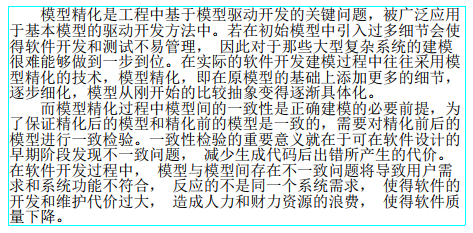 模型精化是工程中基于模型驱动开发的关键问题，被广泛应用
于基本模型的驱动开发方法中。若在初始模型中引入过多细节会使
得软件开发和测试不易管理， 因此对于那些大型复杂系统的建模
很难能够做到一步到位。在实际的软件开发建模过程中往往采用模
型精化的技术，模型精化，即在原模型的基础上添加更多的细节，
逐步细化，模型从刚开始的比较抽象变得逐渐具体化。
而模型精化过程中模型间的一致性是正确建模的必要前提，为
了保证精化后的模型和精化前的模型是一致的，需要对精化前后的
模型进行一致检验。一致性检验的重要意义就在于可在软件设计的
早期阶段发现不一致问题， 减少生成代码后出错所产生的代价。
在软件开发过程中， 模型与模型间存在不一致问题将导致用户需
求和系统功能不符合， 反应的不是同一个系统需求， 使得软件的
开发和维护代价过大， 造成人力和财力资源的浪费， 使得软件质
量下降。